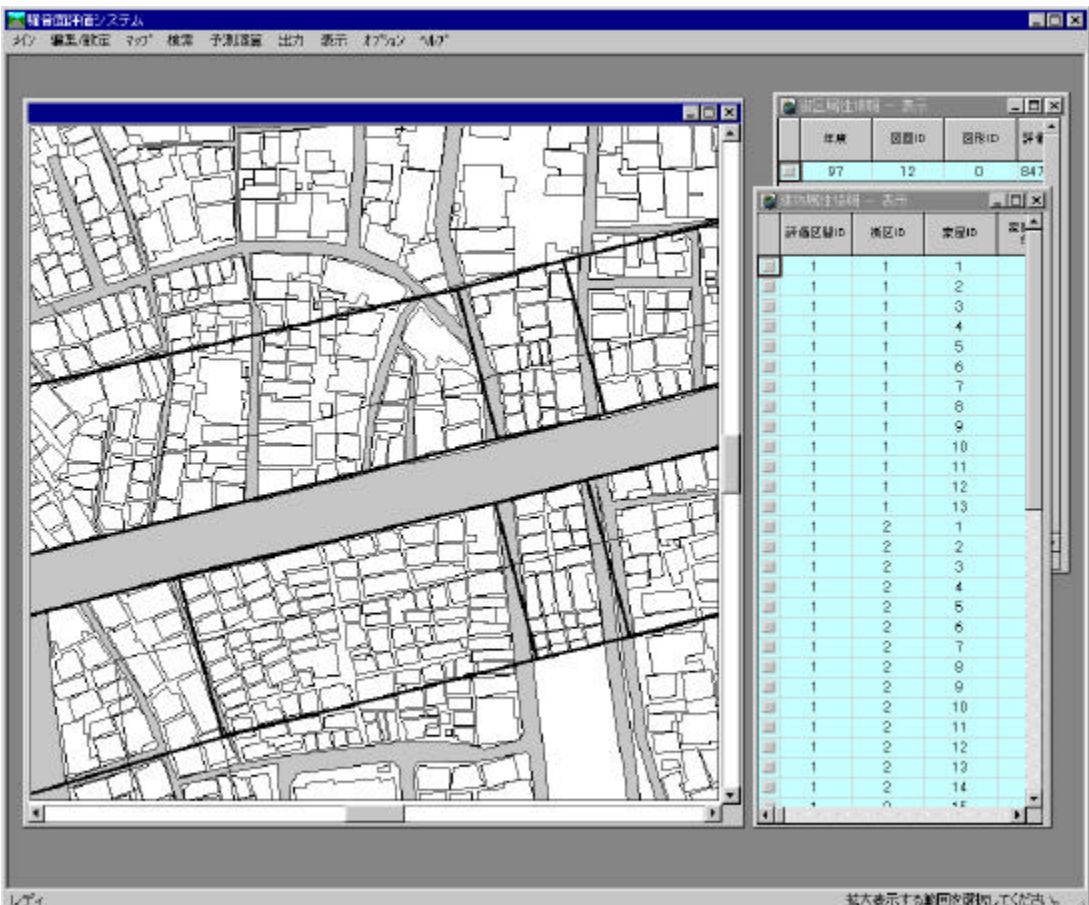 騒音面評価システム
メイン 編集/設定 マップ 検索 予測演算 出力 表示 オプション ヘルプ
街区属性情報 - 表示
年度 図面ID 図形ID 評価
97 12 0 847
建物属性情報 - 表示
評価区間ID 街区ID 家屋ID
1 1 1
1 1 2
1 1 3
1 1 4
1 1 5
1 1 6
1 1 7
1 1 8
1 1 9
1 1 10
1 1 11
1 1 12
1 1 13
1 2 1
1 2 2
1 2 3
1 2 4
1 2 5
1 2 6
1 2 7
1 2 8
1 2 9
1 2 10
1 2 11
1 2 12
1 2 13
1 2 14
1 2 15
レディ
拡大表示する範囲を選択してください。